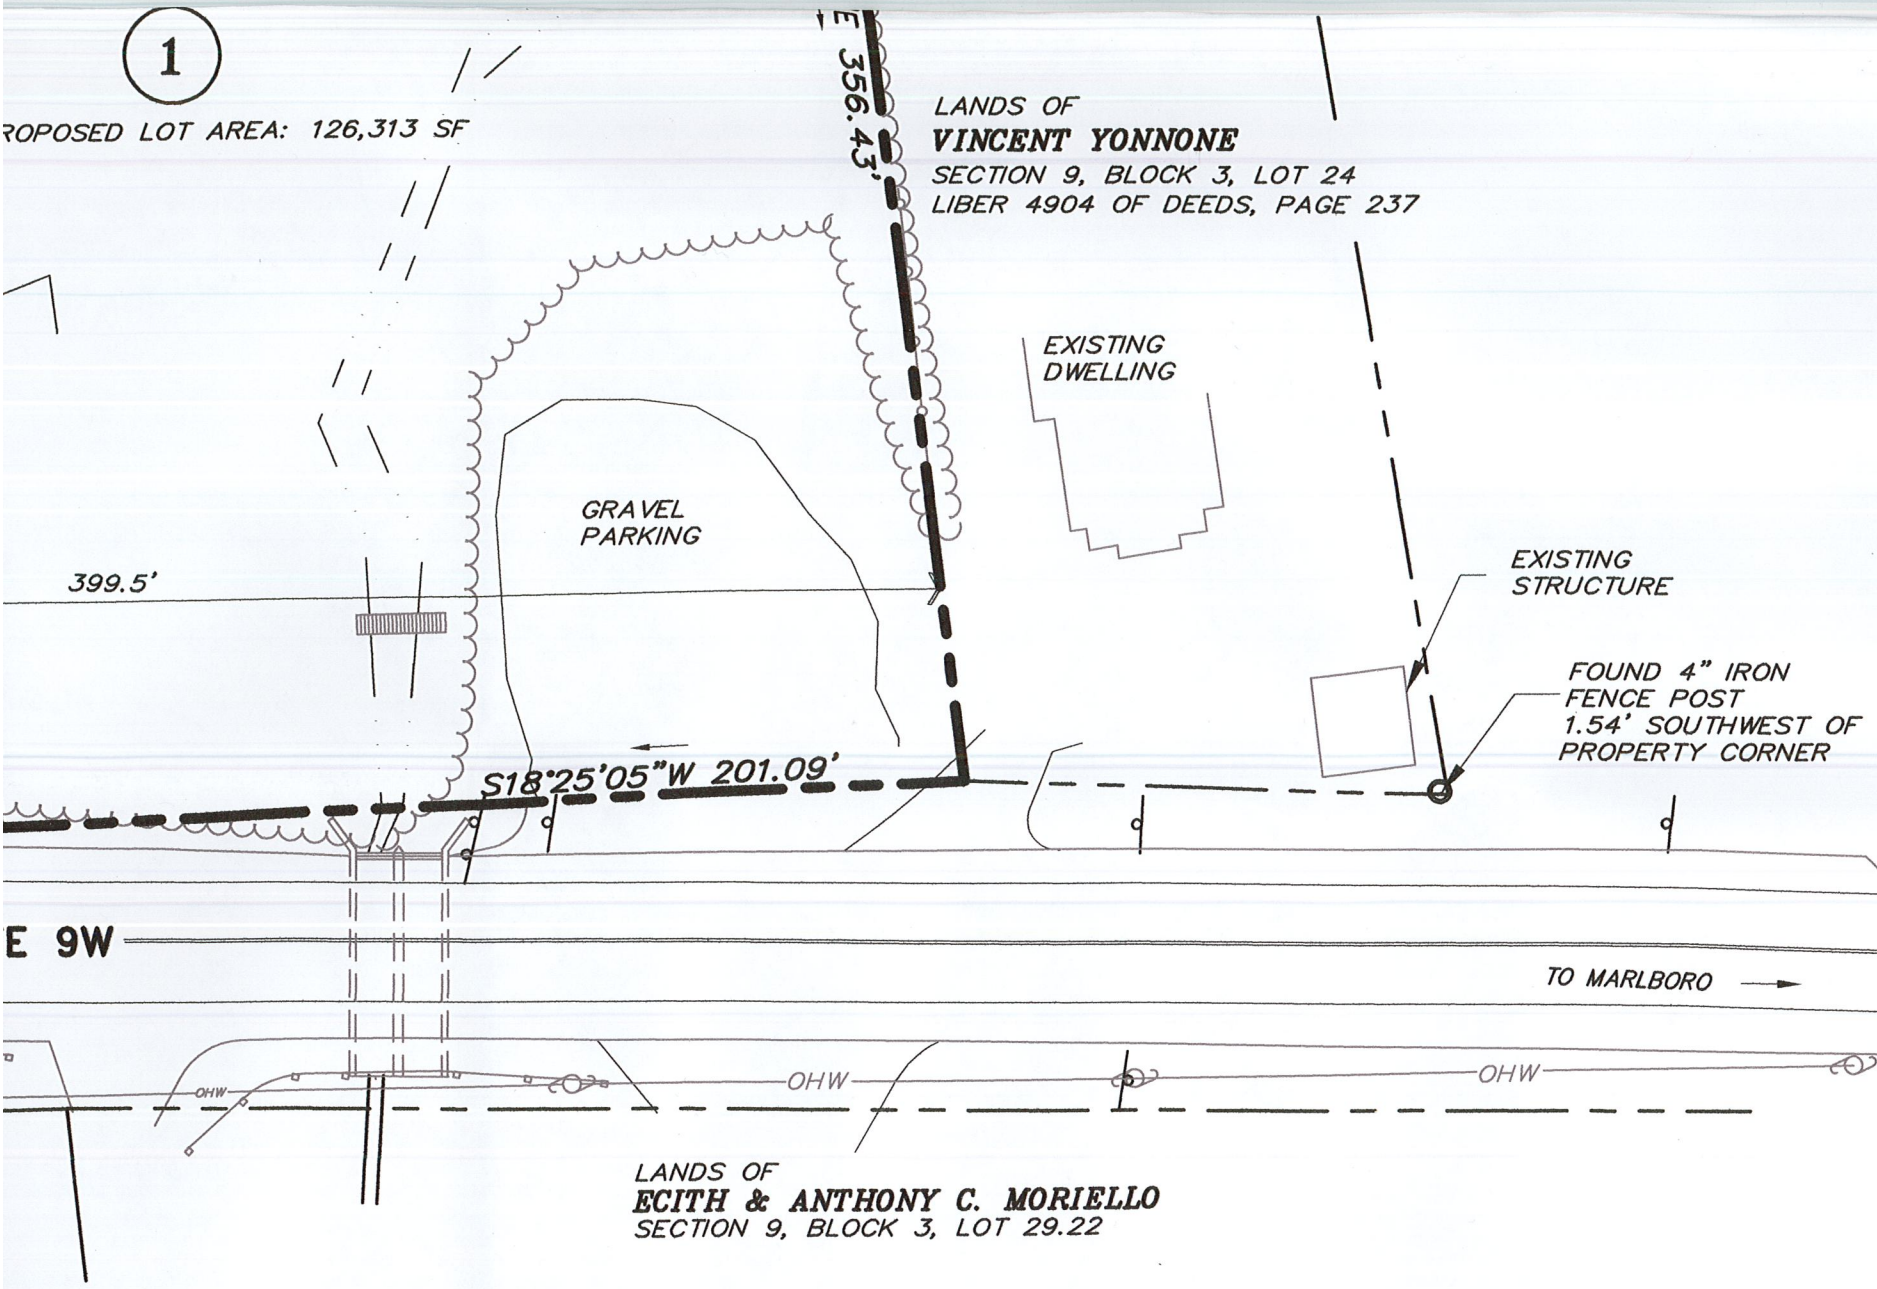 1
ROPOSED LOT AREA: 126,313 SF
E 356.43'
LANDS OF
VINCENT YONNONE
SECTION 9, BLOCK 3, LOT 24
LIBER 4904 OF DEEDS, PAGE 237
EXISTING
DWELLING
GRAVEL
PARKING
399.5'
EXISTING
STRUCTURE
FOUND 4" IRON
FENCE POST
1.54' SOUTHWEST OF
PROPERTY CORNER
S18°25'05"W 201.09'
E 9W
TO MARLBORO
OHW
OHW
OHW
LANDS OF
ECITH & ANTHONY C. MORIELLO
SECTION 9, BLOCK 3, LOT 29.22